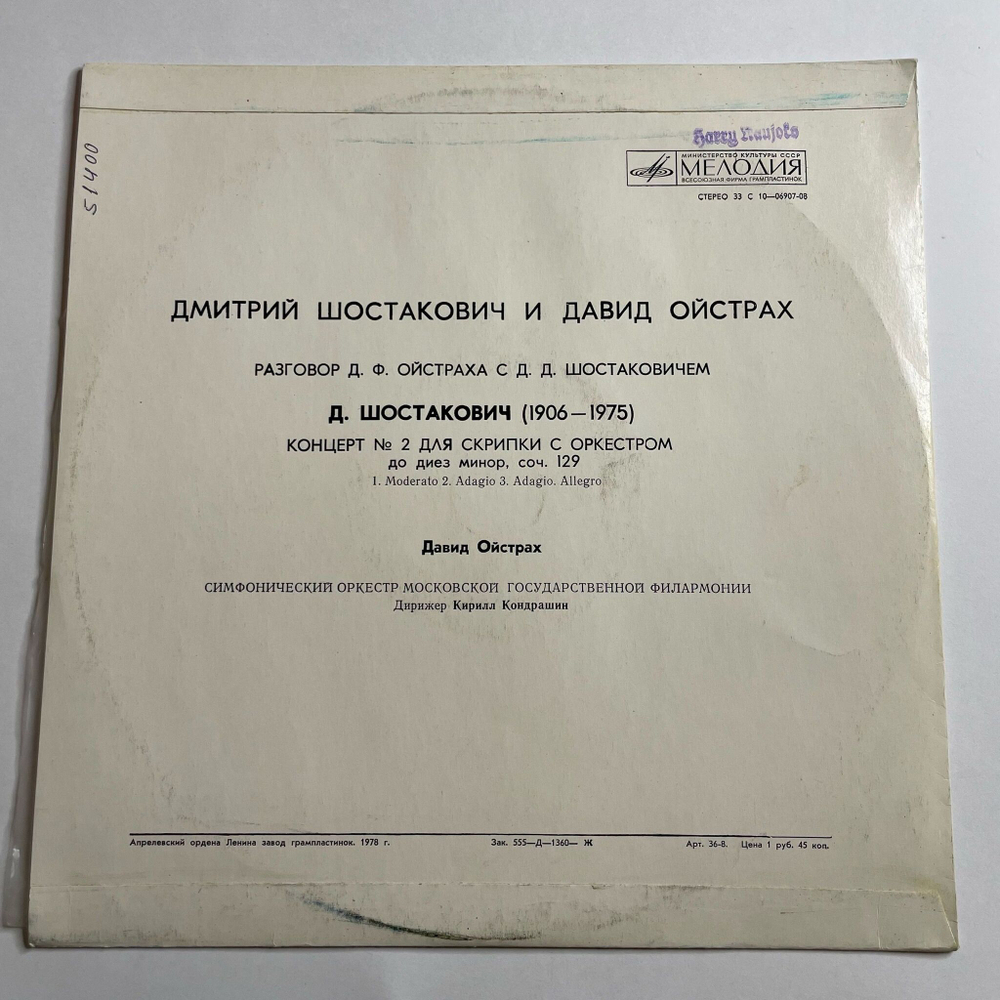 51400
Harry Naujoks
МИНИСТЕРСТВО КУЛЬТУРЫ СССР
МЕЛОДИЯ
ВСЕСОЮЗНАЯ ФИРМА ГРАМПЛАСТИНОК
СТЕРЕО 33 С 10—06907-08
ДМИТРИЙ ШОСТАКОВИЧ И ДАВИД ОЙСТРАХ
РАЗГОВОР Д. Ф. ОЙСТРАХА С Д. Д. ШОСТАКОВИЧЕМ
Д. ШОСТАКОВИЧ (1906—1975)
КОНЦЕРТ № 2 ДЛЯ СКРИПКИ С ОРКЕСТРОМ
до диез минор, соч. 129
1. Moderato 2. Adagio 3. Adagio. Allegro
Давид Ойстрах
СИМФОНИЧЕСКИЙ ОРКЕСТР МОСКОВСКОЙ ГОСУДАРСТВЕННОЙ ФИЛАРМОНИИ
Дирижер Кирилл Кондрашин
Апрелевский ордена Ленина завод грампластинок. 1978 г. Зак. 555—Д—1360— Ж Арт. 36-8. Цена 1 руб. 45 коп.